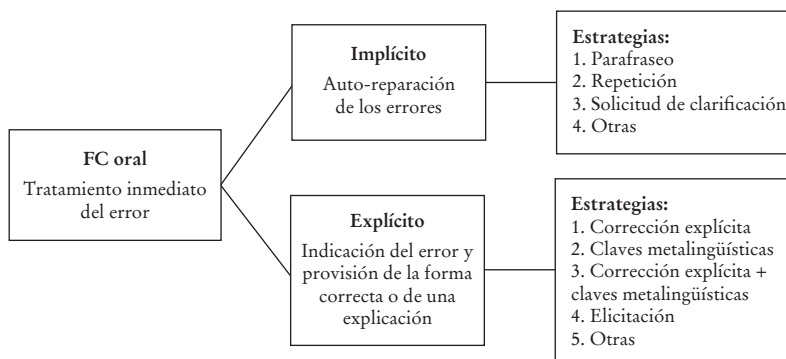 FC oral
Tratamiento inmediato
del error
Implícito
Auto-reparación
de los errores
Estrategias:
1. Parafraseo
2. Repetición
3. Solicitud de clarificación
4. Otras
Explícito
Indicación del error y
provisión de la forma
correcta o de una
explicación
Estrategias:
1. Corrección explícita
2. Claves metalingüísticas
3. Corrección explícita +
claves metalingüísticas
4. Elicitación
5. Otras